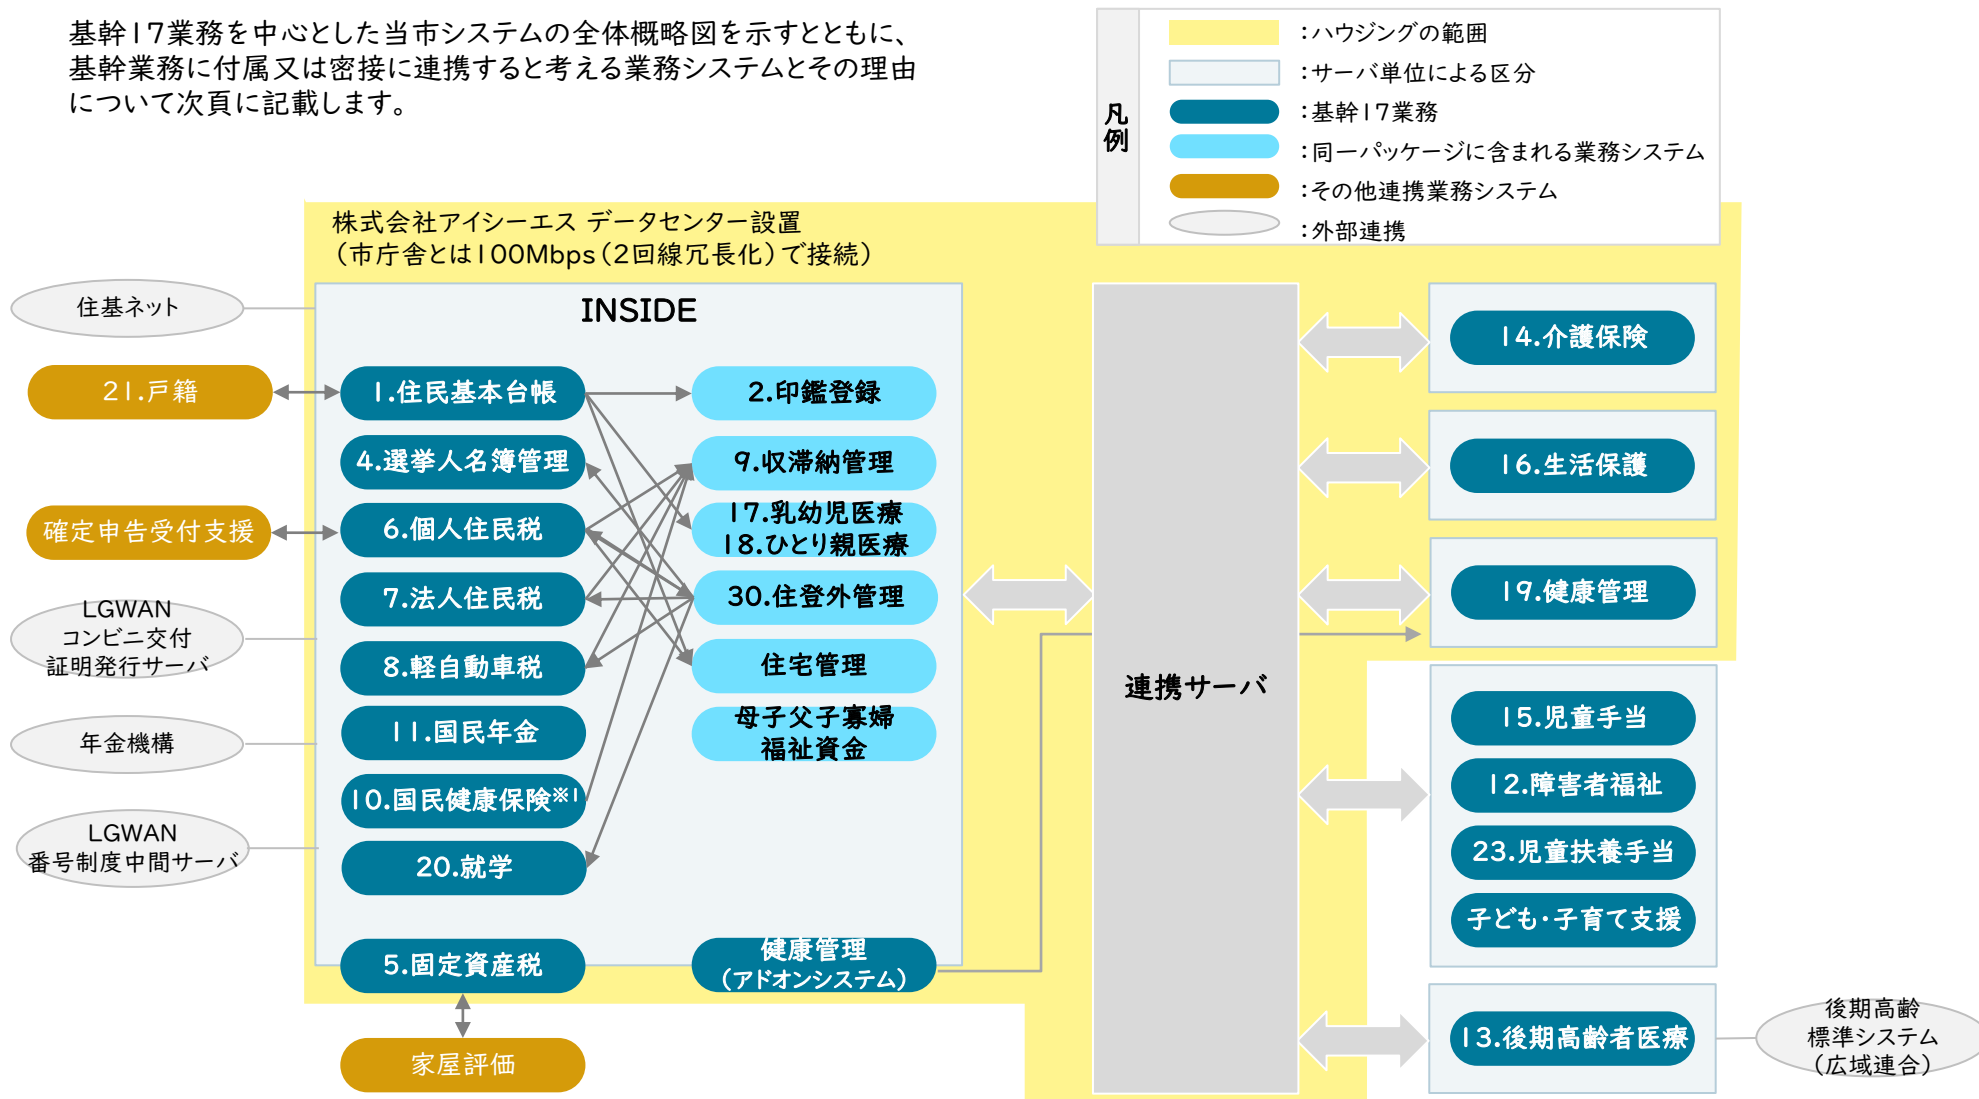 基幹17業務を中心とした当市システムの全体概略図を示すとともに、
基幹業務に付属又は密接に連携すると考える業務システムとその理由
について次頁に記載します。
凡例
：ハウジングの範囲
：サーバ単位による区分
：基幹17業務
：同一パッケージに含まれる業務システム
：その他連携業務システム
：外部連携
株式会社アイシーエス データセンター設置
（市庁舎とは100Mbps（2回線冗長化）で接続）
住基ネット
21.戸籍
確定申告受付支援
LGWAN
コンビニ交付
証明発行サーバ
年金機構
LGWAN
番号制度中間サーバ
INSIDE
1.住民基本台帳
4.選挙人名簿管理
6.個人住民税
7.法人住民税
8.軽自動車税
11.国民年金
10.国民健康保険※1
20.就学
5.固定資産税
家屋評価
2.印鑑登録
9.収滞納管理
17.乳幼児医療
18.ひとり親医療
30.住登外管理
住宅管理
母子父子寡婦
福祉資金
健康管理
（アドオンシステム）
連携サーバ
14.介護保険
16.生活保護
19.健康管理
15.児童手当
12.障害者福祉
23.児童扶養手当
子ども・子育て支援
13.後期高齢者医療
後期高齢
標準システム
（広域連合）